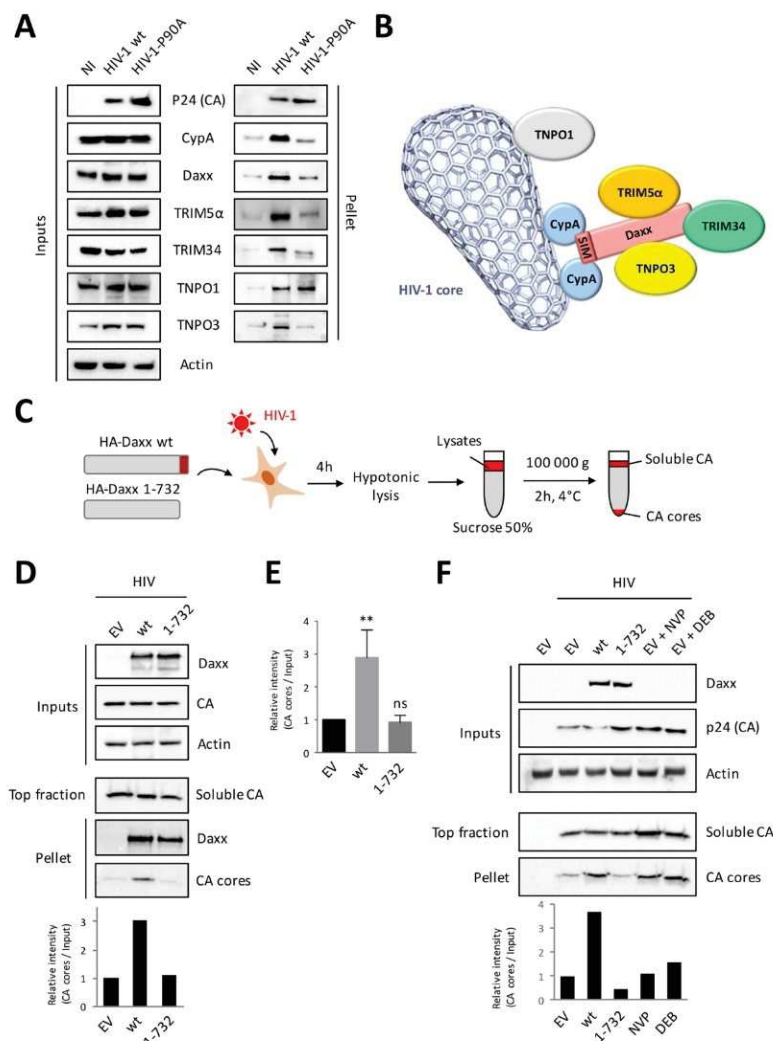 A
NI
HIV-1 wt
HIV-1-P90A
NI
HIV-1 wt
HIV-1-P90A
Inputs
P24 (CA)
CypA
Daxx
TRIM5α
TRIM34
TNPO1
TNPO3
Actin
Pellet
B
TNPO1
TRIM5α
CypA
SIM
Daxx
TRIM34
CypA
TNPO3
HIV-1 core
C
HA-Daxx wt
HA-Daxx 1-732
HIV-1
4h
Hypotonic
lysis
Lysates
Sucrose 50%
100 000 g
2h, 4°C
Soluble CA
CA cores
D
HIV
EV
wt
1-732
Inputs
Daxx
CA
Actin
Top fraction
Soluble CA
Pellet
Daxx
CA cores
Relative intensity
(CA cores / Input)
3
2
1
0
EV
wt
1-732
E
Relative intensity
(CA cores / Input)
4
3
2
1
0
**
ns
EV
wt
1-732
F
HIV
EV
EV
wt
1-732
EV + NVP
EV + DEB
Inputs
Daxx
p24 (CA)
Actin
Top fraction
Soluble CA
Pellet
CA cores
Relative intensity
(CA cores / Input)
4
3
2
1
0
EV
wt
1-732
NVP
DEB